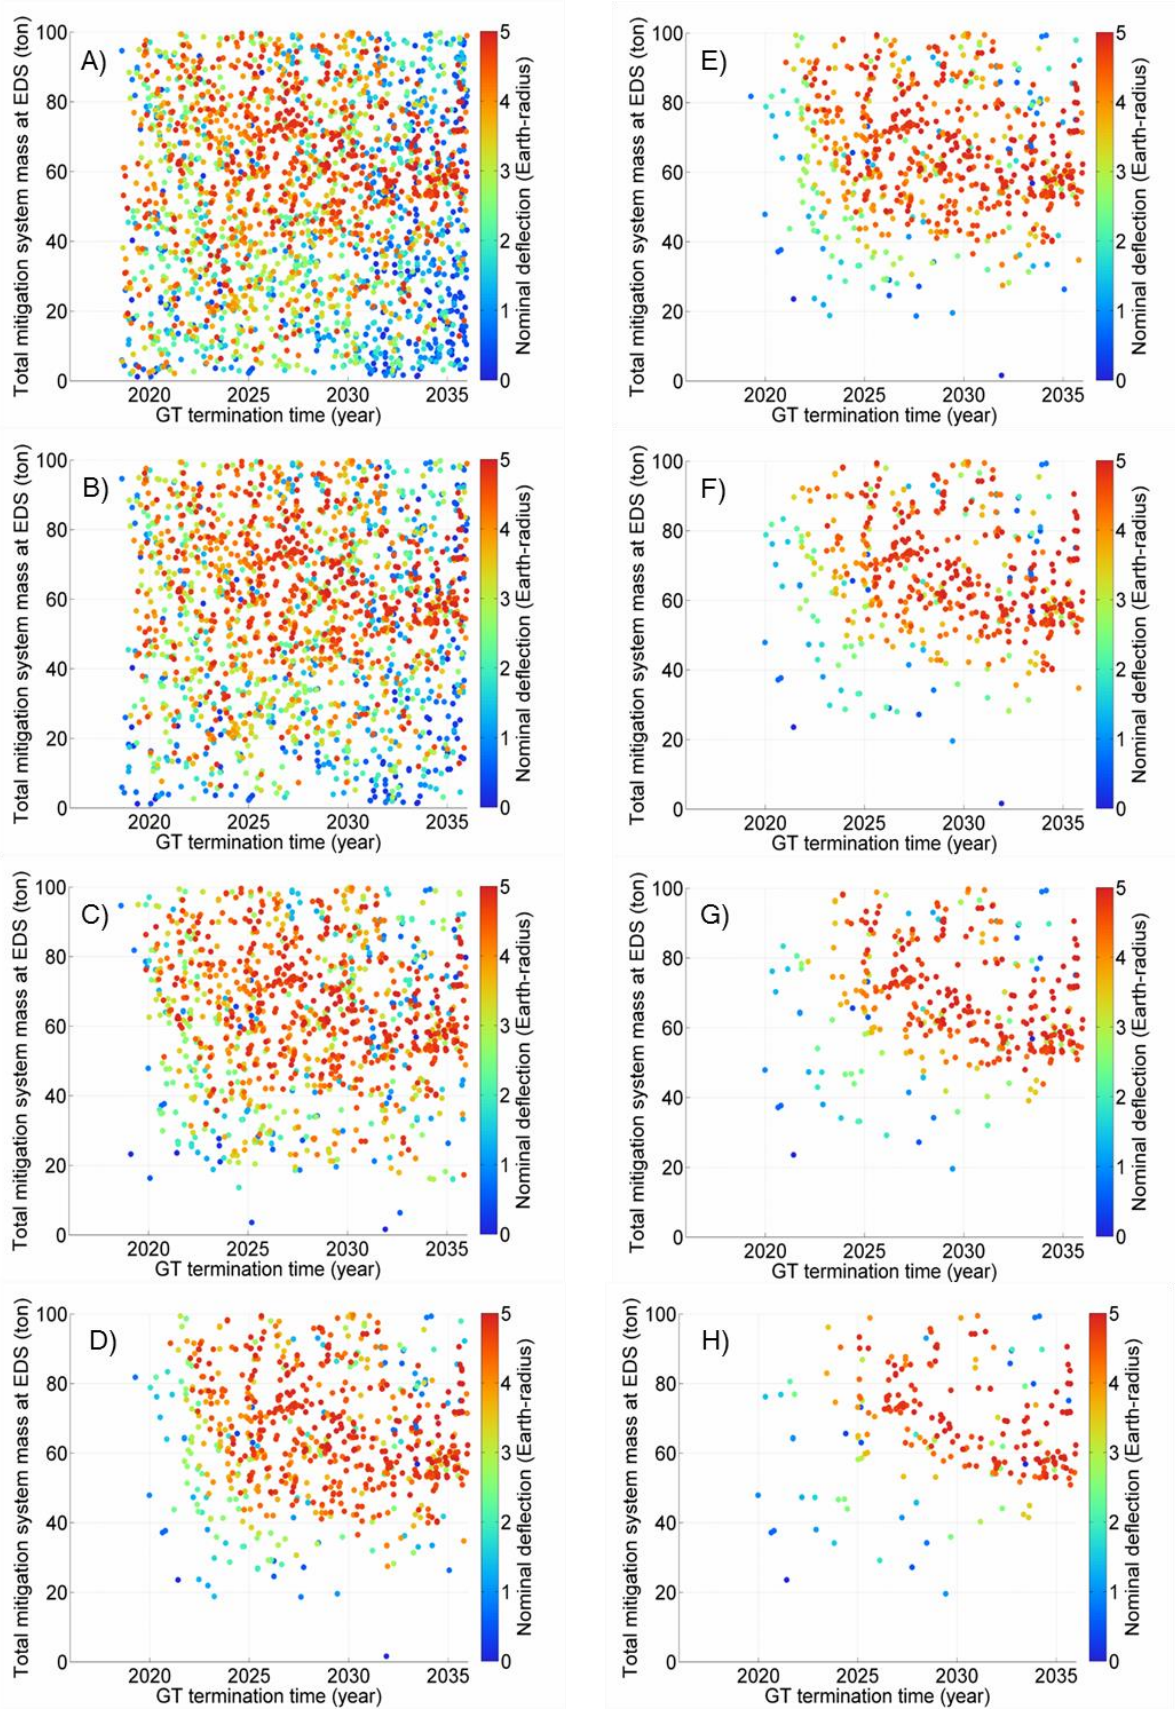 A)
Total mitigation system mass at EDS (ton)
100
80
60
40
20
0
2020 2025 2030 2035
GT termination time (year)
5
4
3
2
1
0
Nominal deflection (Earth-radius)
E)
Total mitigation system mass at EDS (ton)
100
80
60
40
20
0
2020 2025 2030 2035
GT termination time (year)
5
4
3
2
1
0
Nominal deflection (Earth-radius)
B)
Total mitigation system mass at EDS (ton)
100
80
60
40
20
0
2020 2025 2030 2035
GT termination time (year)
5
4
3
2
1
0
Nominal deflection (Earth-radius)
F)
Total mitigation system mass at EDS (ton)
100
80
60
40
20
0
2020 2025 2030 2035
GT termination time (year)
5
4
3
2
1
0
Nominal deflection (Earth-radius)
C)
Total mitigation system mass at EDS (ton)
100
80
60
40
20
0
2020 2025 2030 2035
GT termination time (year)
5
4
3
2
1
0
Nominal deflection (Earth-radius)
G)
Total mitigation system mass at EDS (ton)
100
80
60
40
20
0
2020 2025 2030 2035
GT termination time (year)
5
4
3
2
1
0
Nominal deflection (Earth-radius)
D)
Total mitigation system mass at EDS (ton)
100
80
60
40
20
0
2020 2025 2030 2035
GT termination time (year)
5
4
3
2
1
0
Nominal deflection (Earth-radius)
H)
Total mitigation system mass at EDS (ton)
100
80
60
40
20
0
2020 2025 2030 2035
GT termination time (year)
5
4
3
2
1
0
Nominal deflection (Earth-radius)